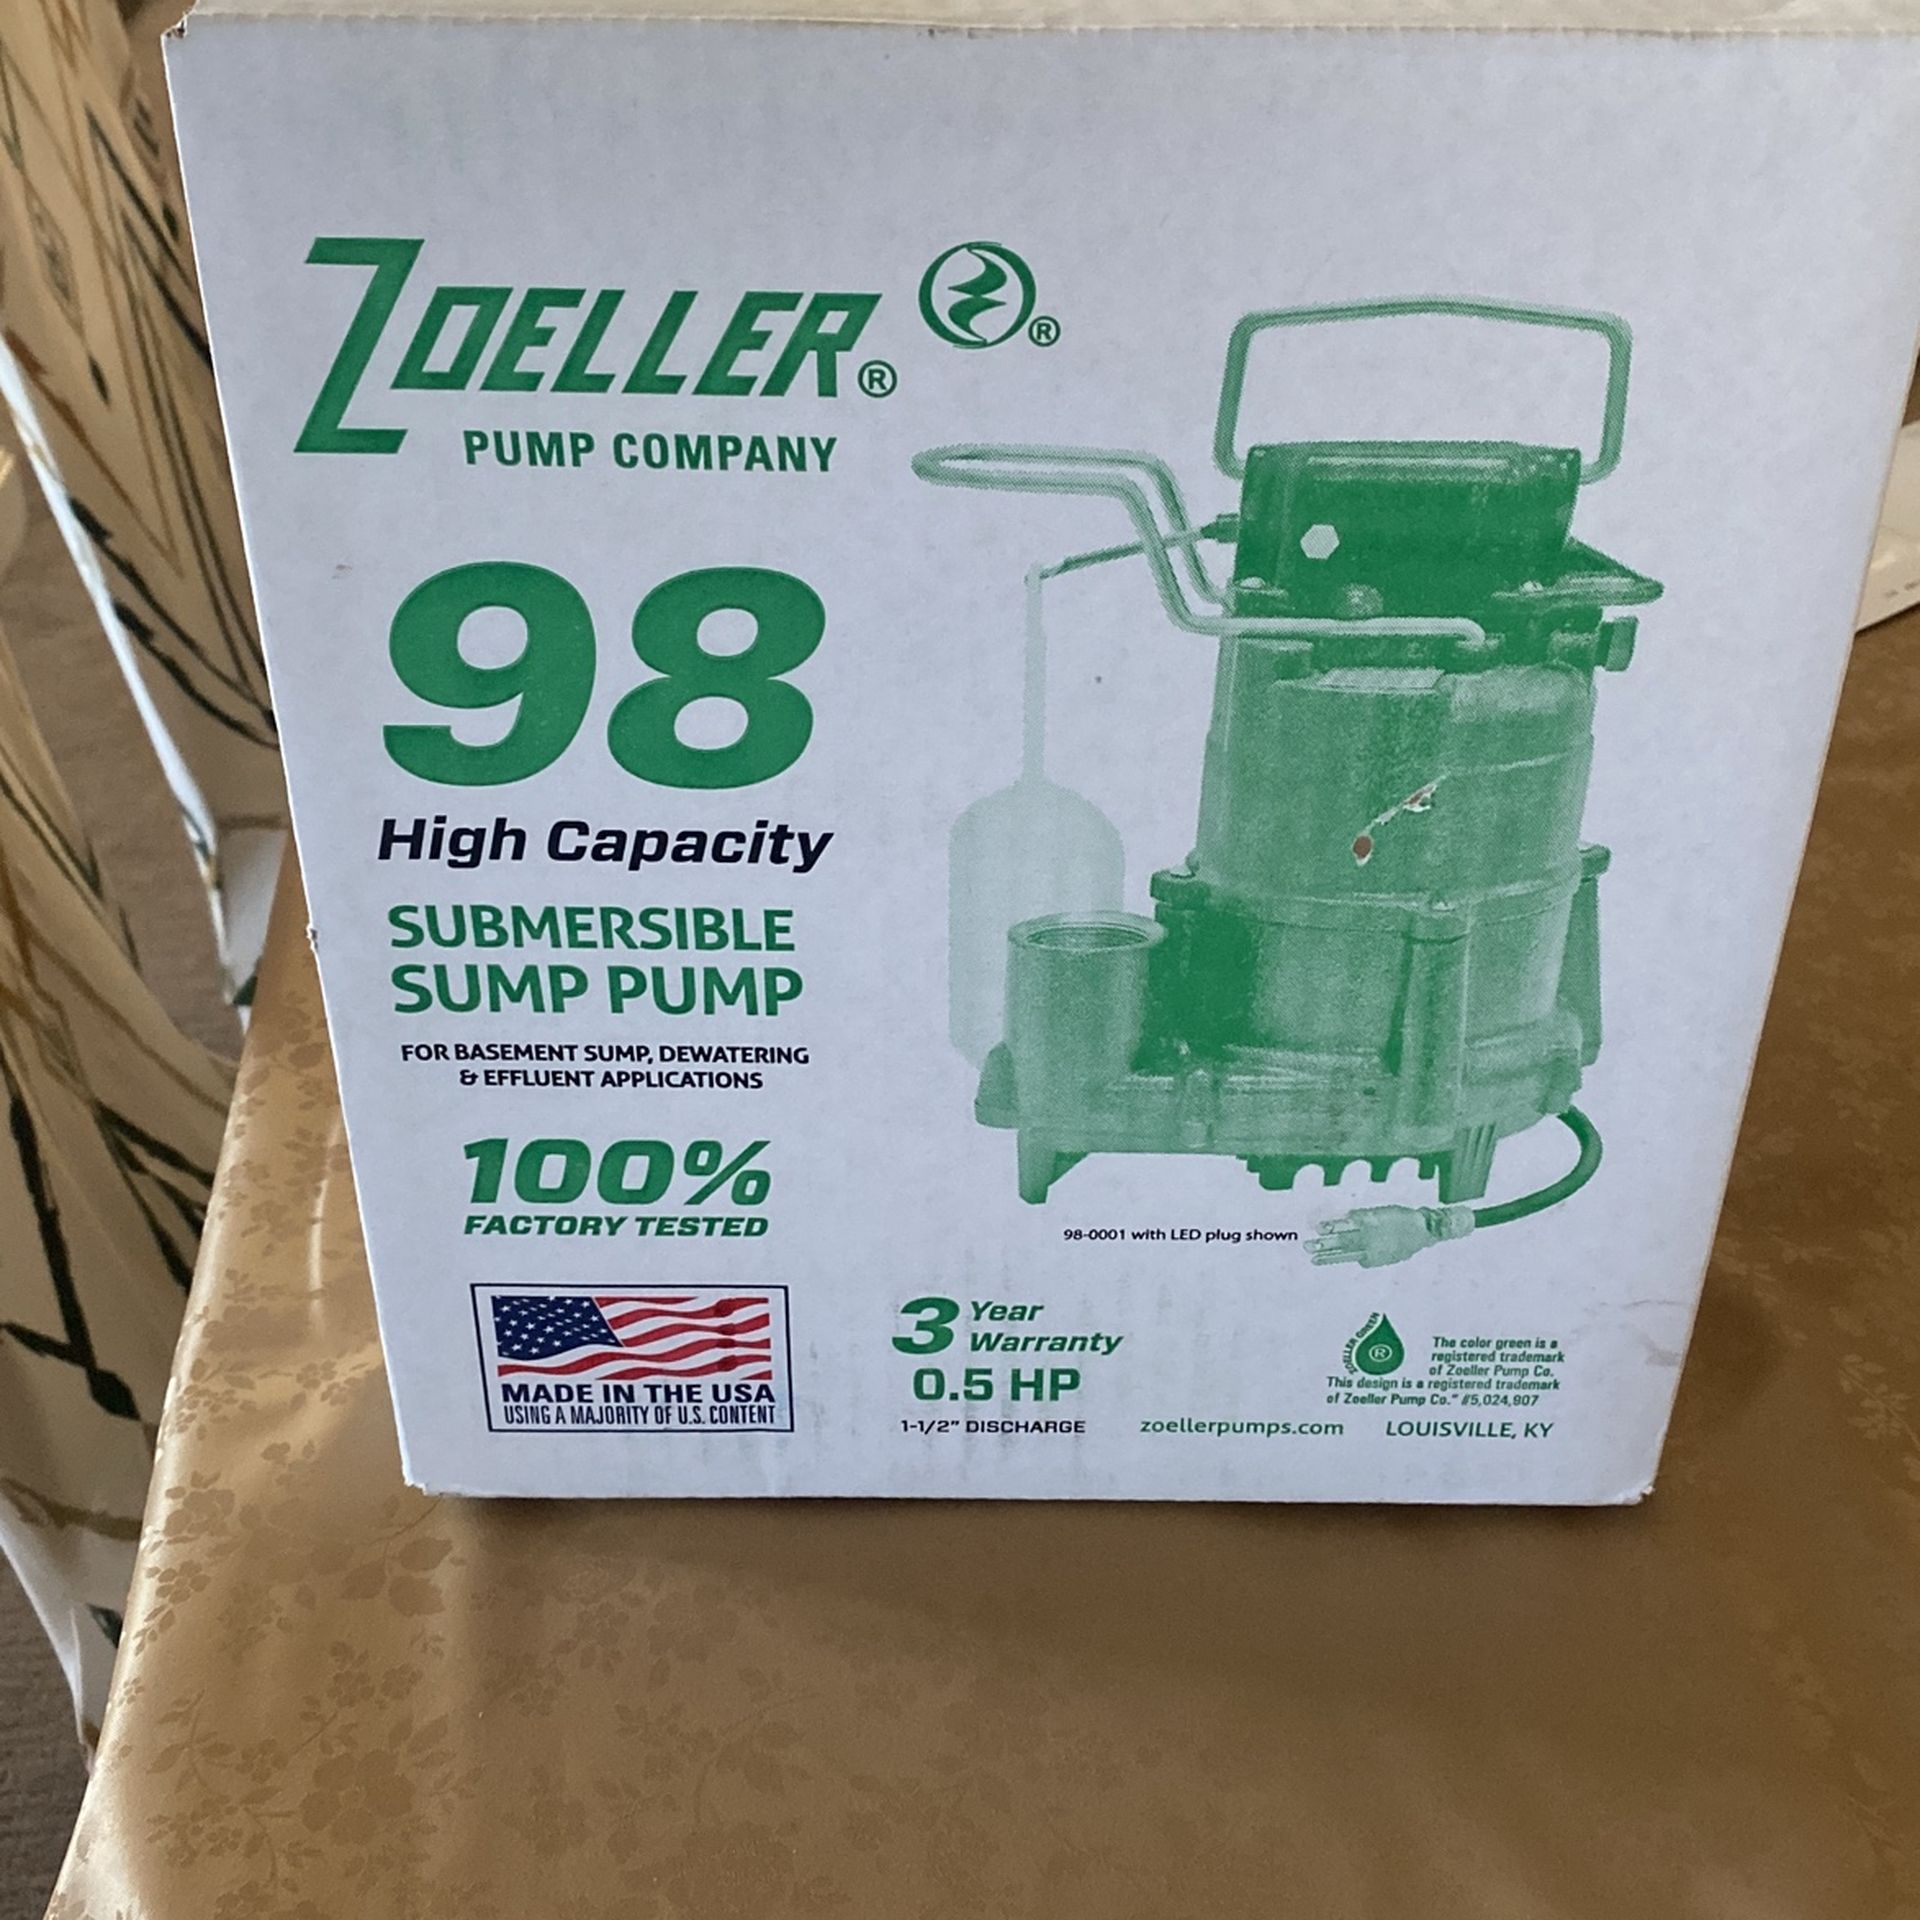 ZOELLER®
®
PUMP COMPANY
98
High Capacity
SUBMERSIBLE
SUMP PUMP
FOR BASEMENT SUMP, DEWATERING
& EFFLUENT APPLICATIONS
100%
FACTORY TESTED
98-0001 with LED plug shown
MADE IN THE USA
USING A MAJORITY OF U.S. CONTENT
3 Year
Warranty
0.5 HP
1-1/2" DISCHARGE
ZOELLER GREEN
®
The color green is a
registered trademark
of Zoeller Pump Co.
This design is a registered trademark
of Zoeller Pump Co." #5,024,907
zoellerpumps.com
LOUISVILLE, KY